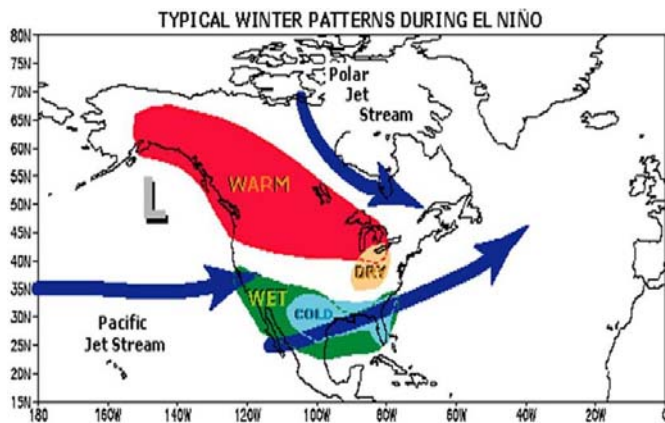 TYPICAL WINTER PATTERNS DURING EL NIÑO
80N
75N
70N
65N
60N
55N
50N
45N
40N
35N
30N
25N
20N
15N
Polar
Jet
Stream
WARM
L
DRY
WET
COLD
Pacific
Jet Stream
180
160W
140W
120W
100W
80W
60W
40W
20W
0